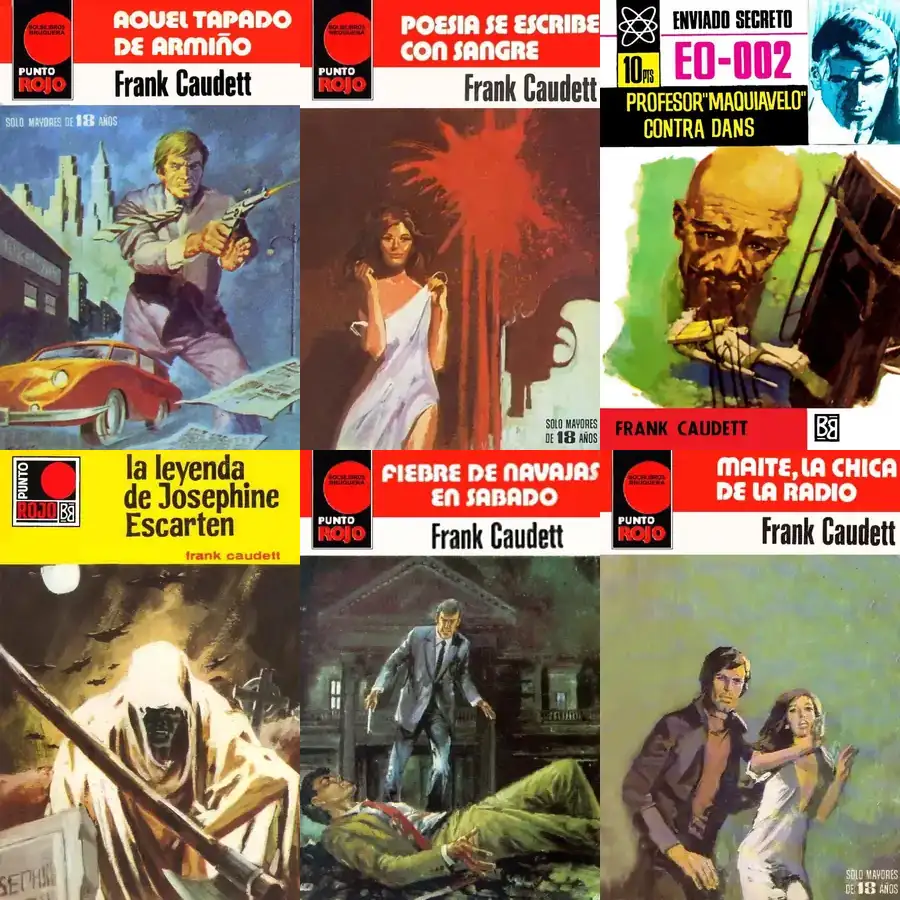 BOLSILIBROS
BRUGUERA
PUNTO
ROJO
AQUEL TAPADO
DE ARMIÑO
Frank Caudett
SOLO MAYORES DE 18 AÑOS
BOLSILIBROS
BRUGUERA
PUNTO
ROJO
POESIA SE ESCRIBE
CON SANGRE
Frank Caudett
SOLO MAYORES
DE 18 AÑOS
ENVIADO SECRETO
10 PTS
EO-002
PROFESOR "MAQUIAVELO"
CONTRA DANS
FRANK CAUDETT
B
PUNTO
ROJO B
la leyenda
de Josephine
Escarten
frank caudett
BOLSILIBROS
BRUGUERA
PUNTO
ROJO
FIEBRE DE NAVAJAS
EN SABADO
Frank Caudett
BOLSILIBROS
BRUGUERA
PUNTO
ROJO
MAITE, LA CHICA
DE LA RADIO
Frank Caudett
SOLO MAYORES
DE 18 AÑOS